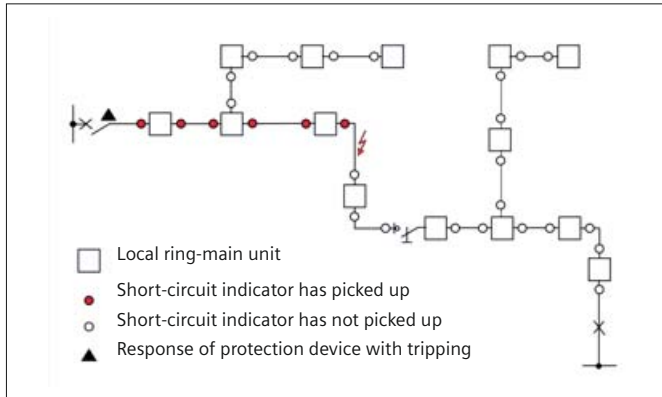 Local ring-main unit
Short-circuit indicator has picked up
Short-circuit indicator has not picked up
Response of protection device with tripping